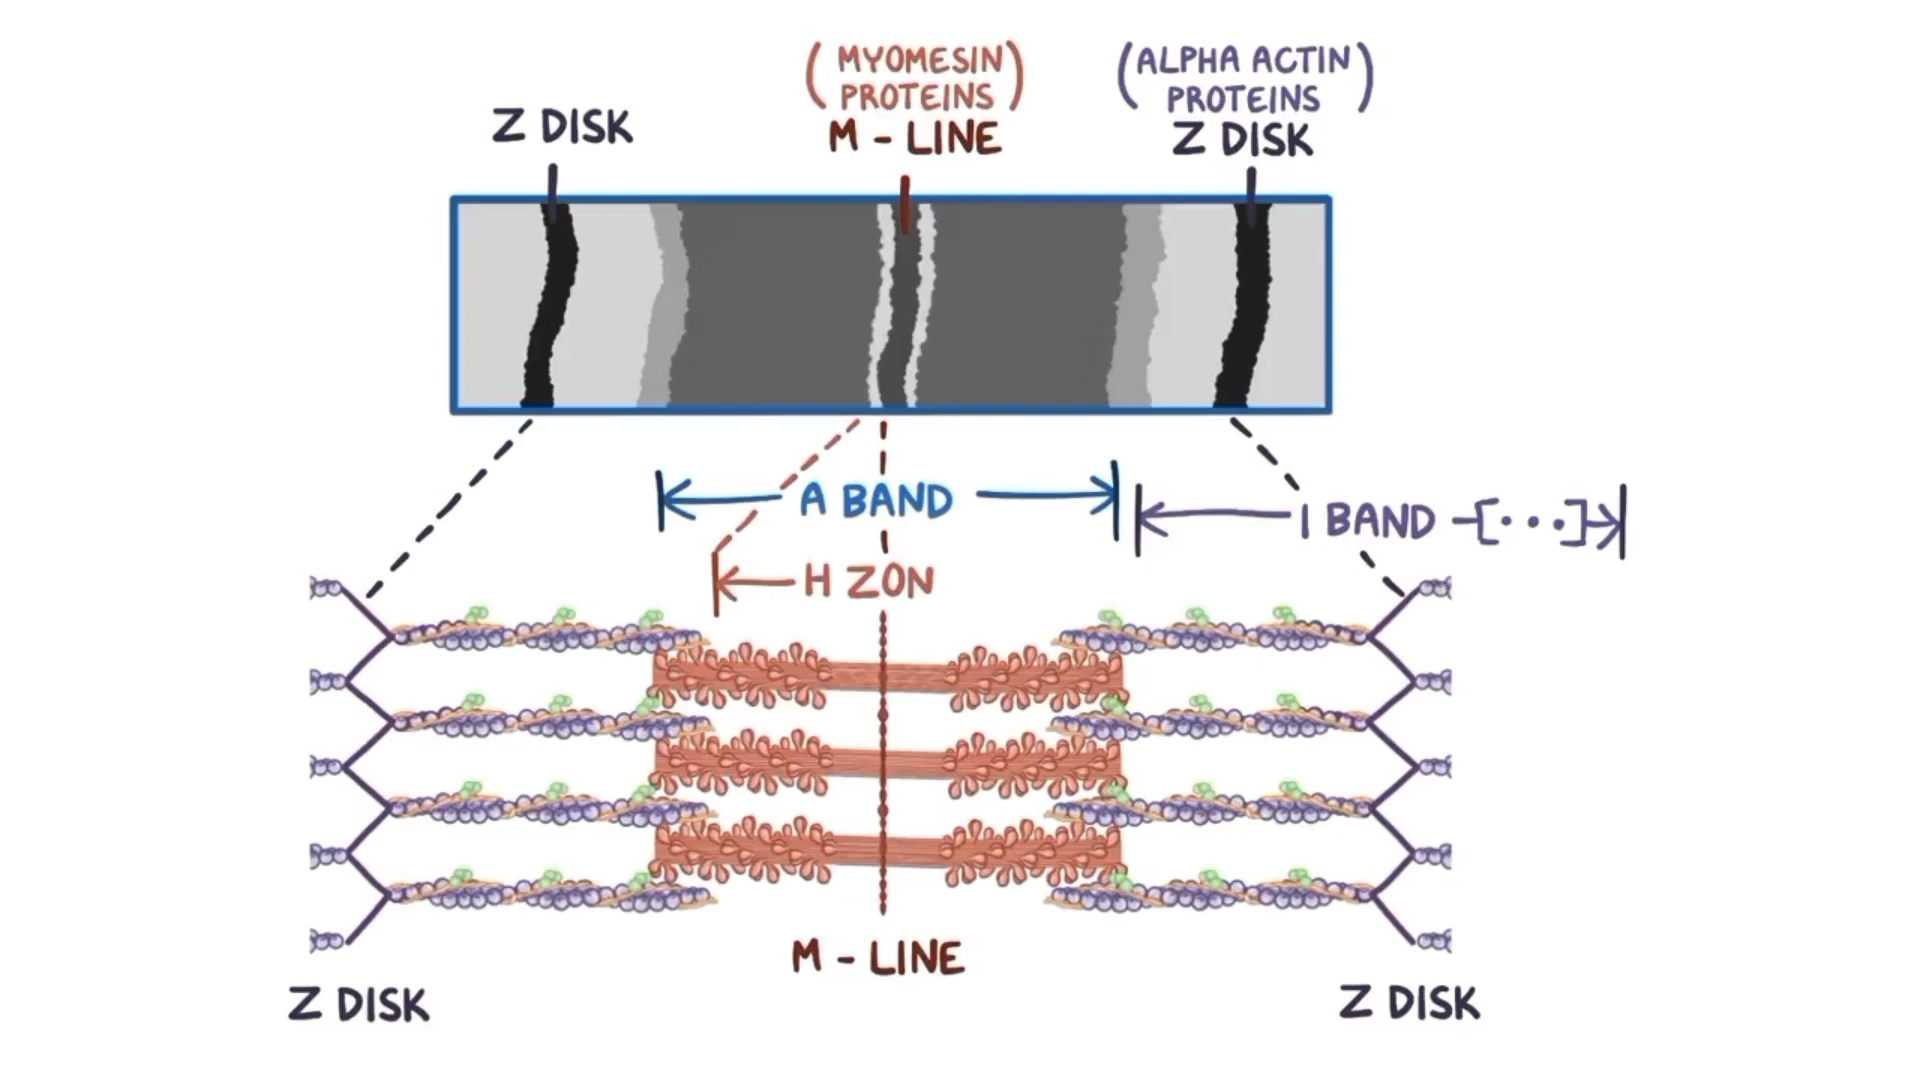 ( MYOMESIN
PROTEINS )
M - LINE
(ALPHA ACTIN
PROTEINS )
Z DISK
Z DISK
A BAND
I BAND -[...]
H ZON
M - LINE
Z DISK
Z DISK